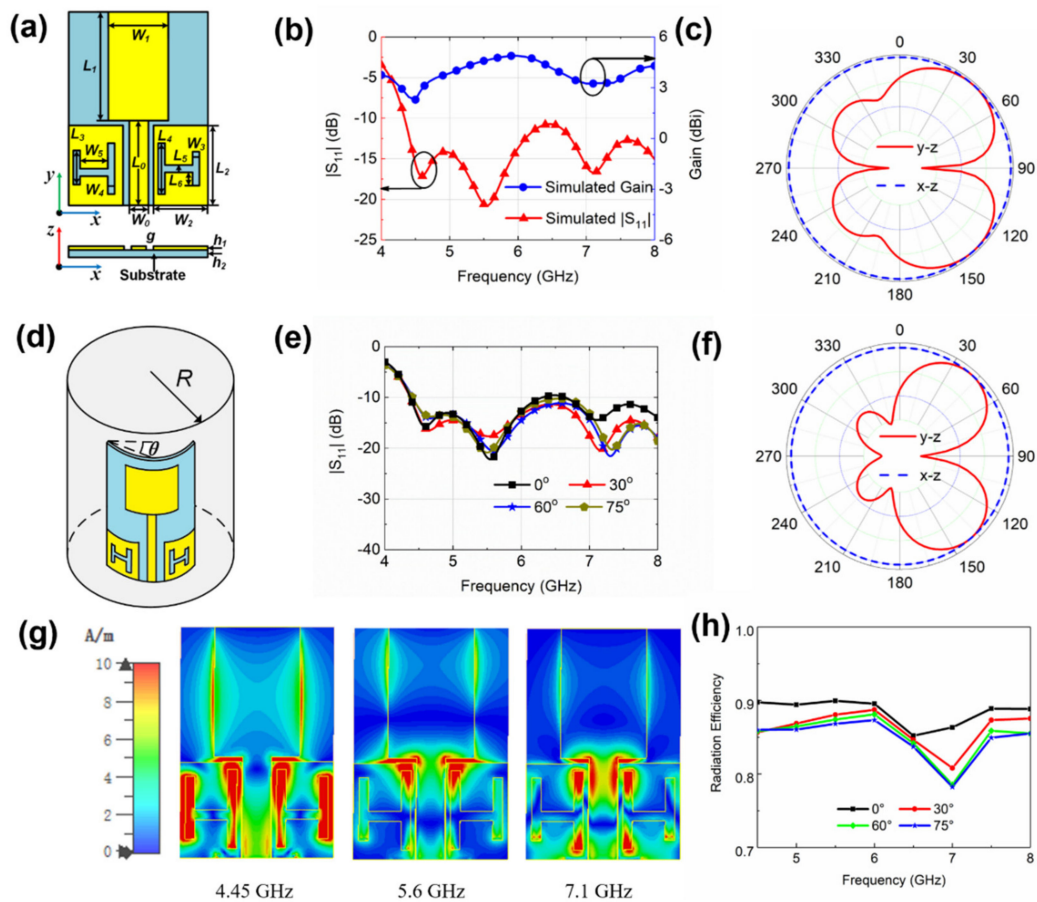 (a)
W1
L1
L3
W5
W4
L0
L4
L5
L6
W3
L2
W0
W2
y
x
z
g
h1
h2
x
Substrate
(b)
0
-5
-10
-15
-20
-25
|S11| (dB)
6
3
0
-3
-6
Gain (dBi)
Simulated Gain
Simulated |S11|
4 5 6 7 8
Frequency (GHz)
(c)
0
30
60
90
120
150
180
210
240
270
300
330
y-z
x-z
(d)
R
θ
(e)
0
-10
-20
-30
-40
|S11| (dB)
0° 30°
60° 75°
4 5 6 7 8
Frequency (GHz)
(f)
0
30
60
90
120
150
180
210
240
270
300
330
y-z
x-z
(g)
A/m
10
8
6
4
2
0
4.45 GHz 5.6 GHz 7.1 GHz
(h)
1.0
0.9
0.8
0.7
Radiation Efficiency
0° 30°
60° 75°
5 6 7 8
Frequency (GHz)